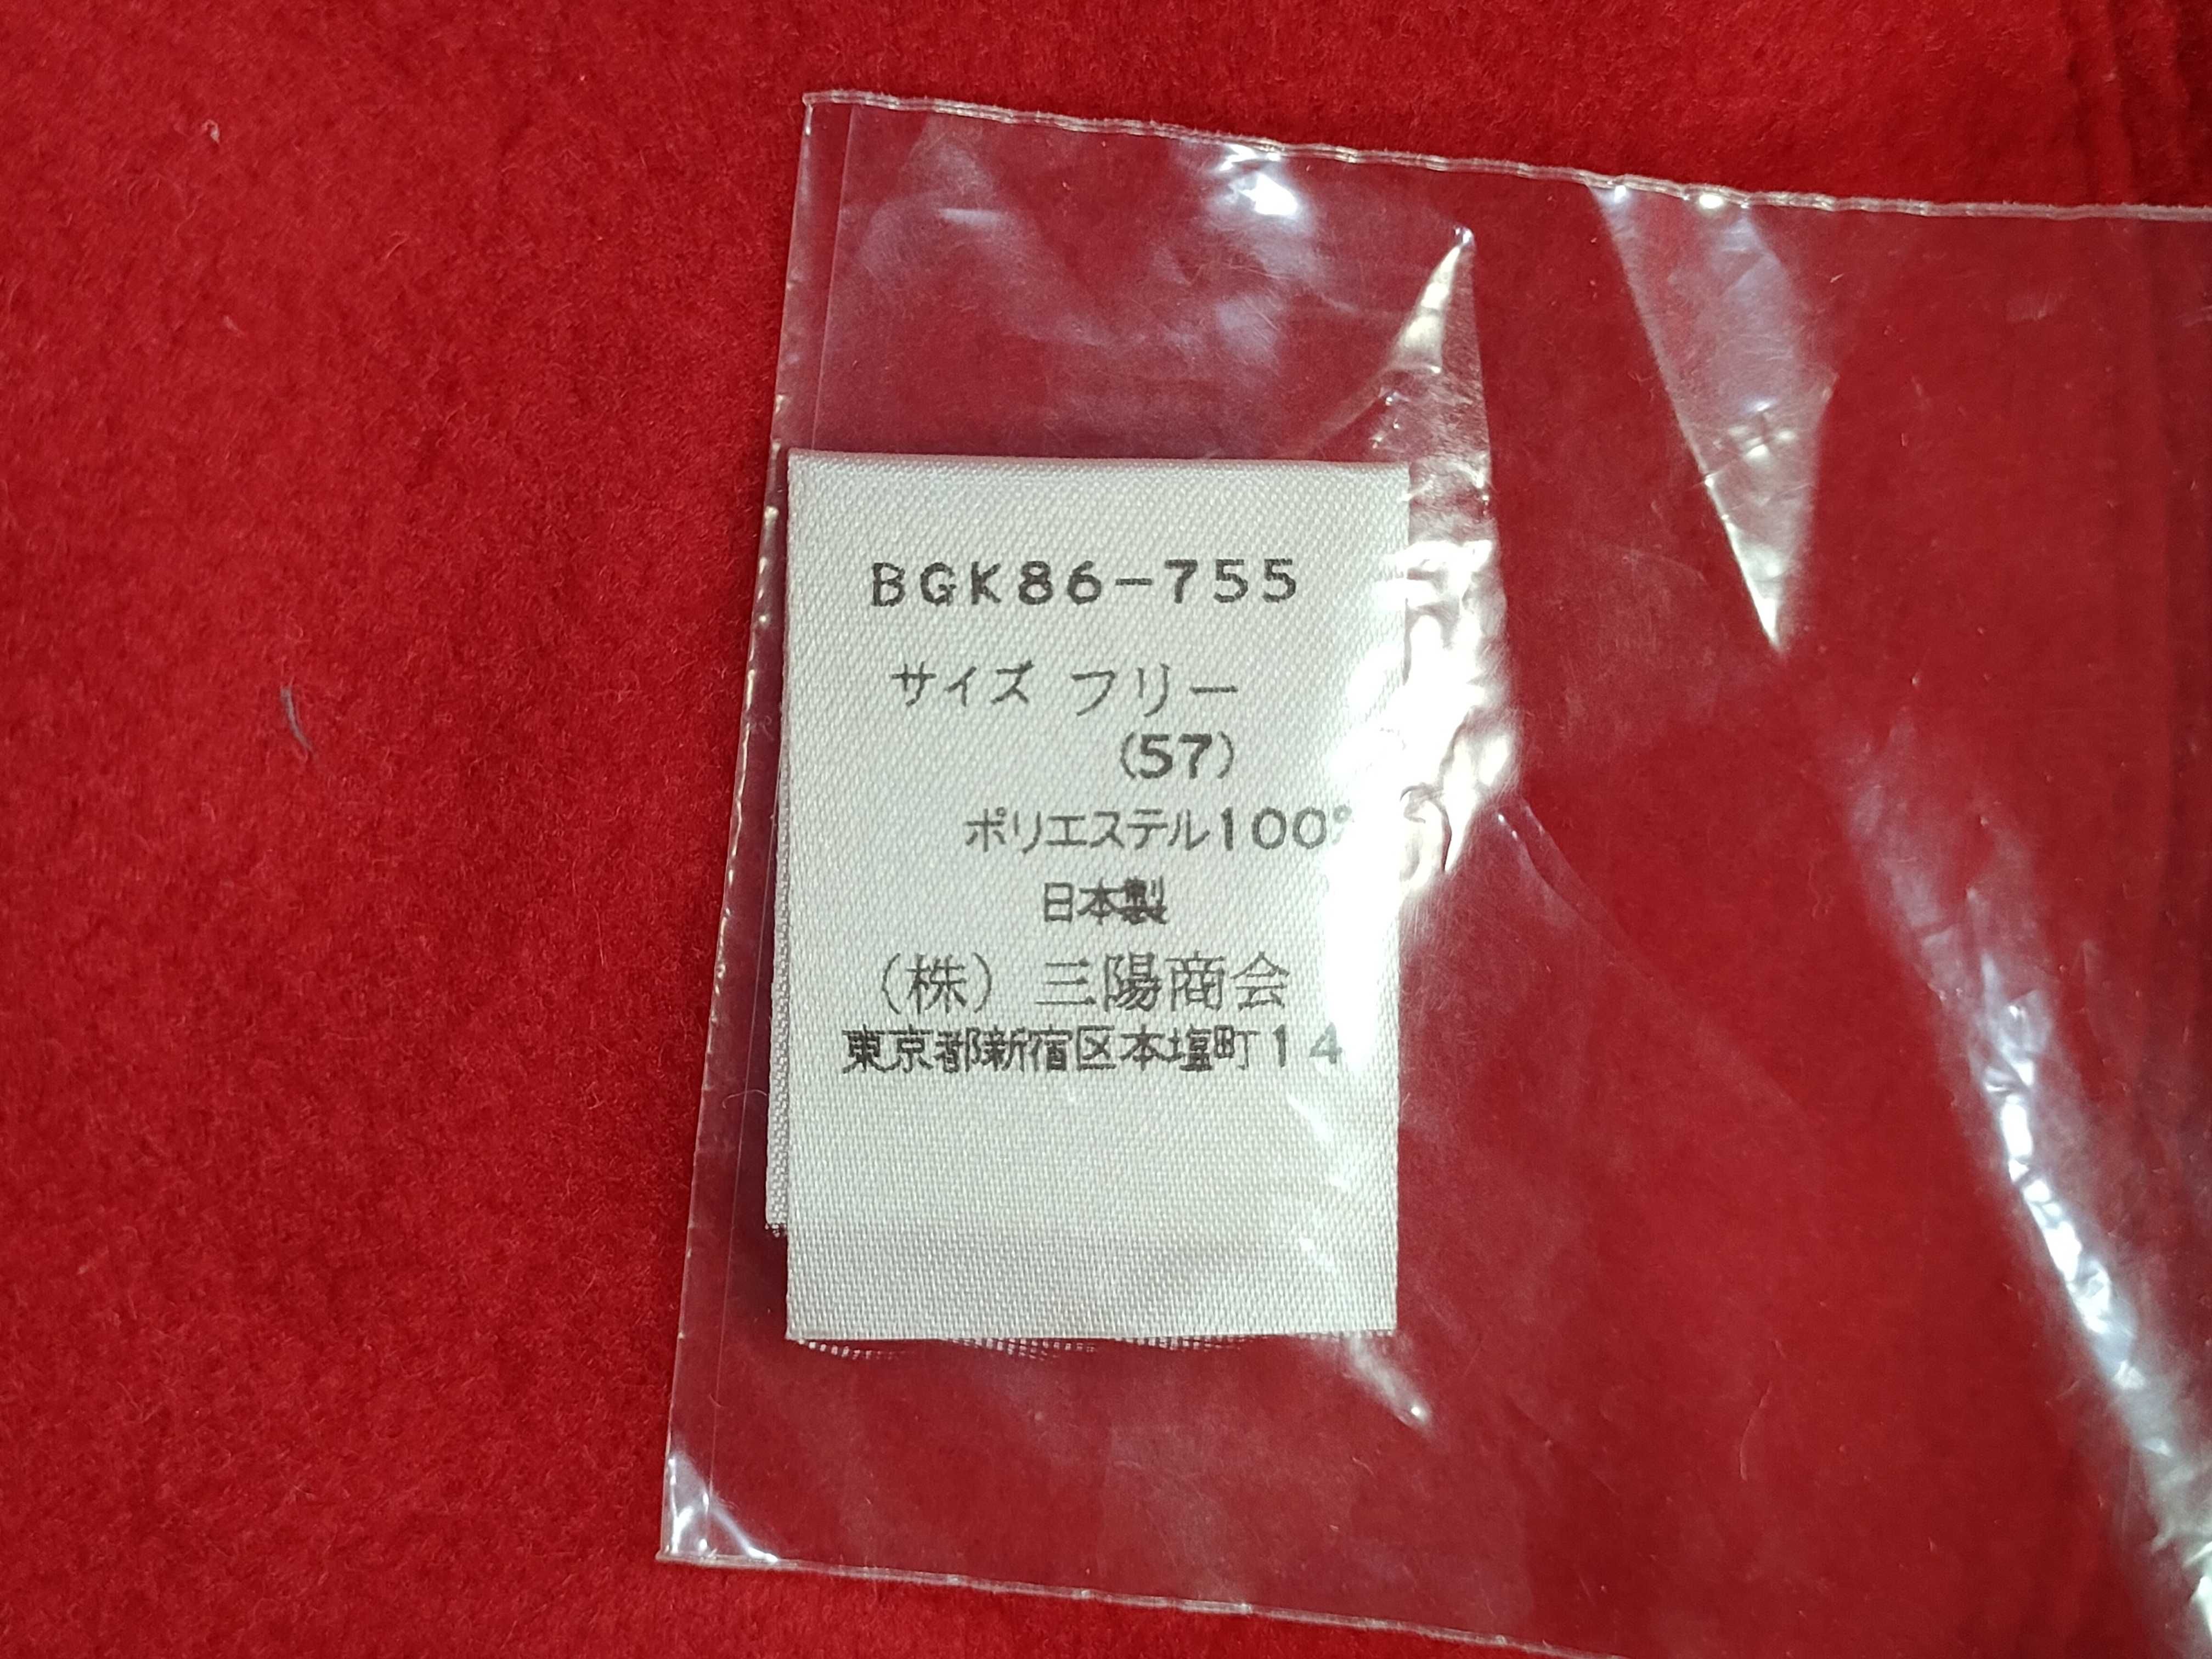 BGK86-755
サイズ フリー
(57)
ポリエステル100%
日本製
(株) 三陽商会
東京都新宿区本塩町14